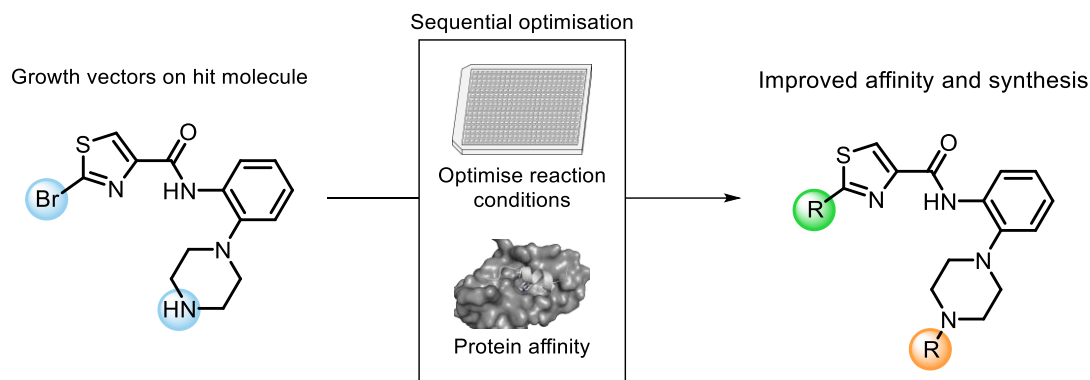 Sequential optimisation
Growth vectors on hit molecule
Improved affinity and synthesis
Optimise reaction
conditions
Protein affinity
S
O
Br
N
HN
N
HN
S
O
R
N
HN
N
N
R